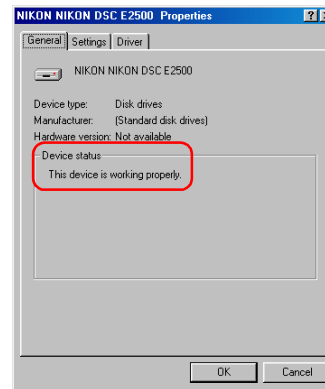 NIKON NIKON DSC E2500 Properties
General Settings Driver
NIKON NIKON DSC E2500
Device type: Disk drives
Manufacturer: (Standard disk drives)
Hardware version: Not available
Device status
This device is working properly.
OK Cancel